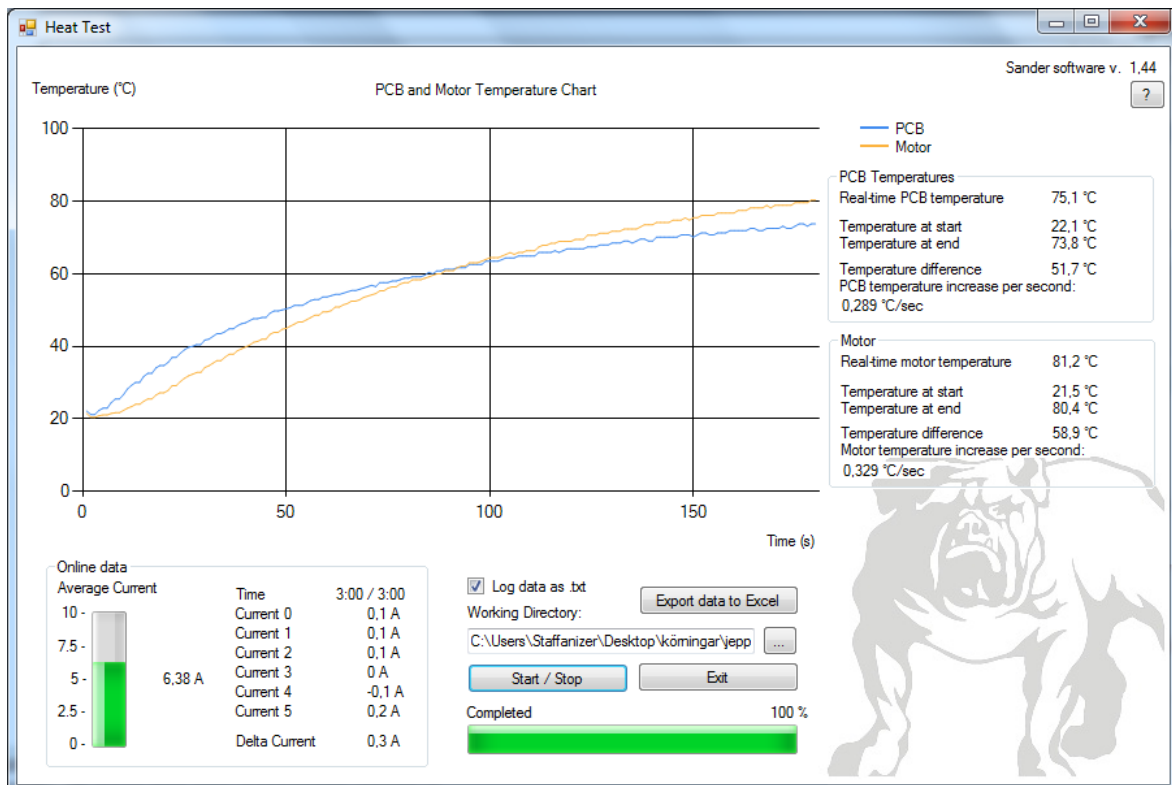 Heat Test
Sander software v. 1,44
?
Temperature (°C)
PCB and Motor Temperature Chart
100
80
60
40
20
0
0 50 100 150
Time (s)
PCB
Motor
PCB Temperatures
Real-time PCB temperature 75,1 °C
Temperature at start 22,1 °C
Temperature at end 73,8 °C
Temperature difference 51,7 °C
PCB temperature increase per second:
0,289 °C/sec
Motor
Real-time motor temperature 81,2 °C
Temperature at start 21,5 °C
Temperature at end 80,4 °C
Temperature difference 58,9 °C
Motor temperature increase per second:
0,329 °C/sec
Online data
Average Current
10 -
7.5 -
5 -
2.5 -
0 -
6,38 A
Time 3:00 / 3:00
Current 0 0,1 A
Current 1 0,1 A
Current 2 0,1 A
Current 3 0 A
Current 4 -0,1 A
Current 5 0,2 A
Delta Current 0,3 A
Log data as .txt
Export data to Excel
Working Directory:
C:\Users\Staffanizer\Desktop\körningar\jepp
...
Start / Stop
Exit
Completed 100 %